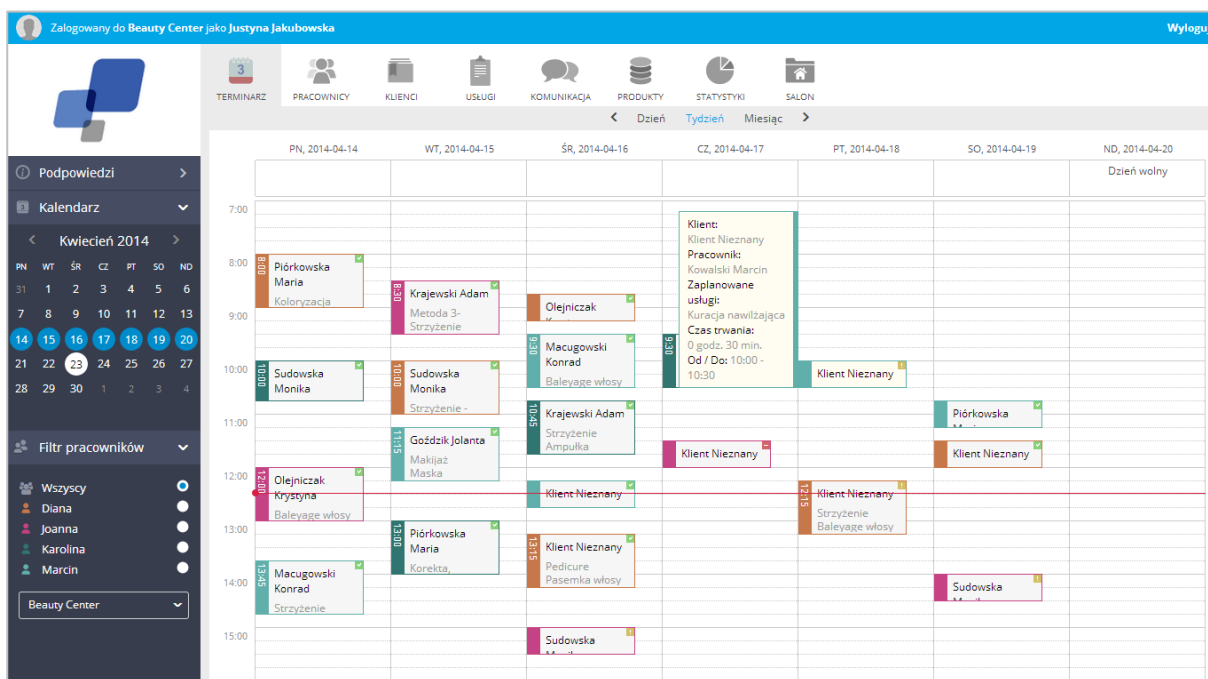 Zalogowany do Beauty Center jako Justyna Jakubowska
Wylogu
3
TERMINARZ
PRACOWNICY
KLIENCI
USŁUGI
KOMUNIKACJA
PRODUKTY
STATYSTYKI
SALON
Dzień Tydzień Miesiąc
Podpowiedzi
Kalendarz
Kwiecień 2014
PN WT ŚR CZ PT SO ND
31 1 2 3 4 5 6
7 8 9 10 11 12 13
14 15 16 17 18 19 20
21 22 23 24 25 26 27
28 29 30 1 2 3 4
Filtr pracowników
Wszyscy
Diana
Joanna
Karolina
Marcin
Beauty Center
PN, 2014-04-14
WT, 2014-04-15
ŚR, 2014-04-16
CZ, 2014-04-17
PT, 2014-04-18
SO, 2014-04-19
ND, 2014-04-20
Dzień wolny
7:00
8:00
9:00
10:00
11:00
12:00
13:00
14:00
15:00
8:00
Piórkowska
Maria
Koloryzacja
10:00
Sudowska
Monika
12:00
Olejniczak
Krystyna
Baleyage włosy
13:45
Macugowski
Konrad
Strzyżenie
8:30
Krajewski Adam
Metoda 3-
Strzyżenie
10:00
Sudowska
Monika
Strzyżenie -
11:15
Goździk Jolanta
Makijaż
Maska
13:00
Piórkowska
Maria
Korekta,
Olejniczak
9:30
Macugowski
Konrad
Baleyage włosy
10:45
Krajewski Adam
Strzyżenie
Ampułka
Klient Nieznany
13:15
Klient Nieznany
Pedicure
Pasemka włosy
Sudowska
9:30
Klient:
Klient Nieznany
Pracownik:
Kowalski Marcin
Zaplanowane
usługi:
Kuracja nawilżająca
Czas trwania:
0 godz. 30 min.
Od / Do: 10:00 -
10:30
Klient Nieznany
Klient Nieznany
12:15
Klient Nieznany
Strzyżenie
Baleyage włosy
Piórkowska
Klient Nieznany
Sudowska